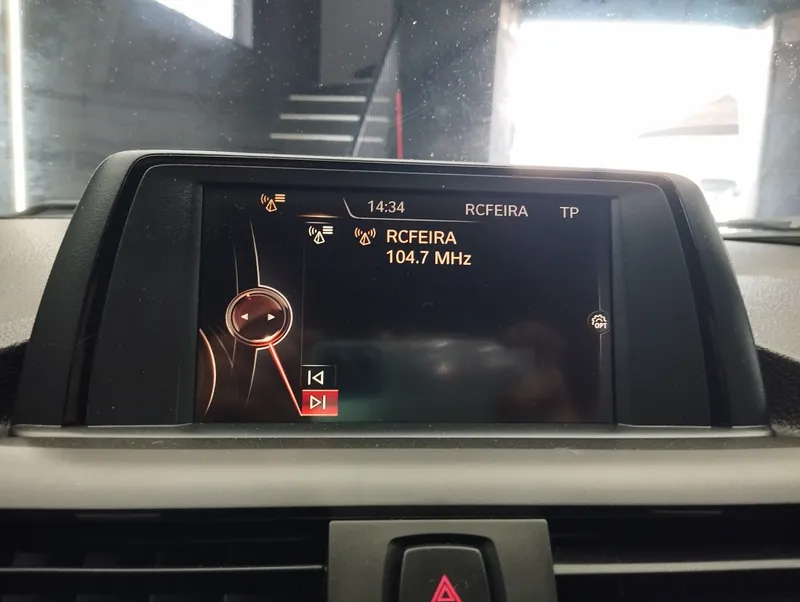 14:34 RCFEIRA TP
RCFEIRA
104.7 MHz
OPT